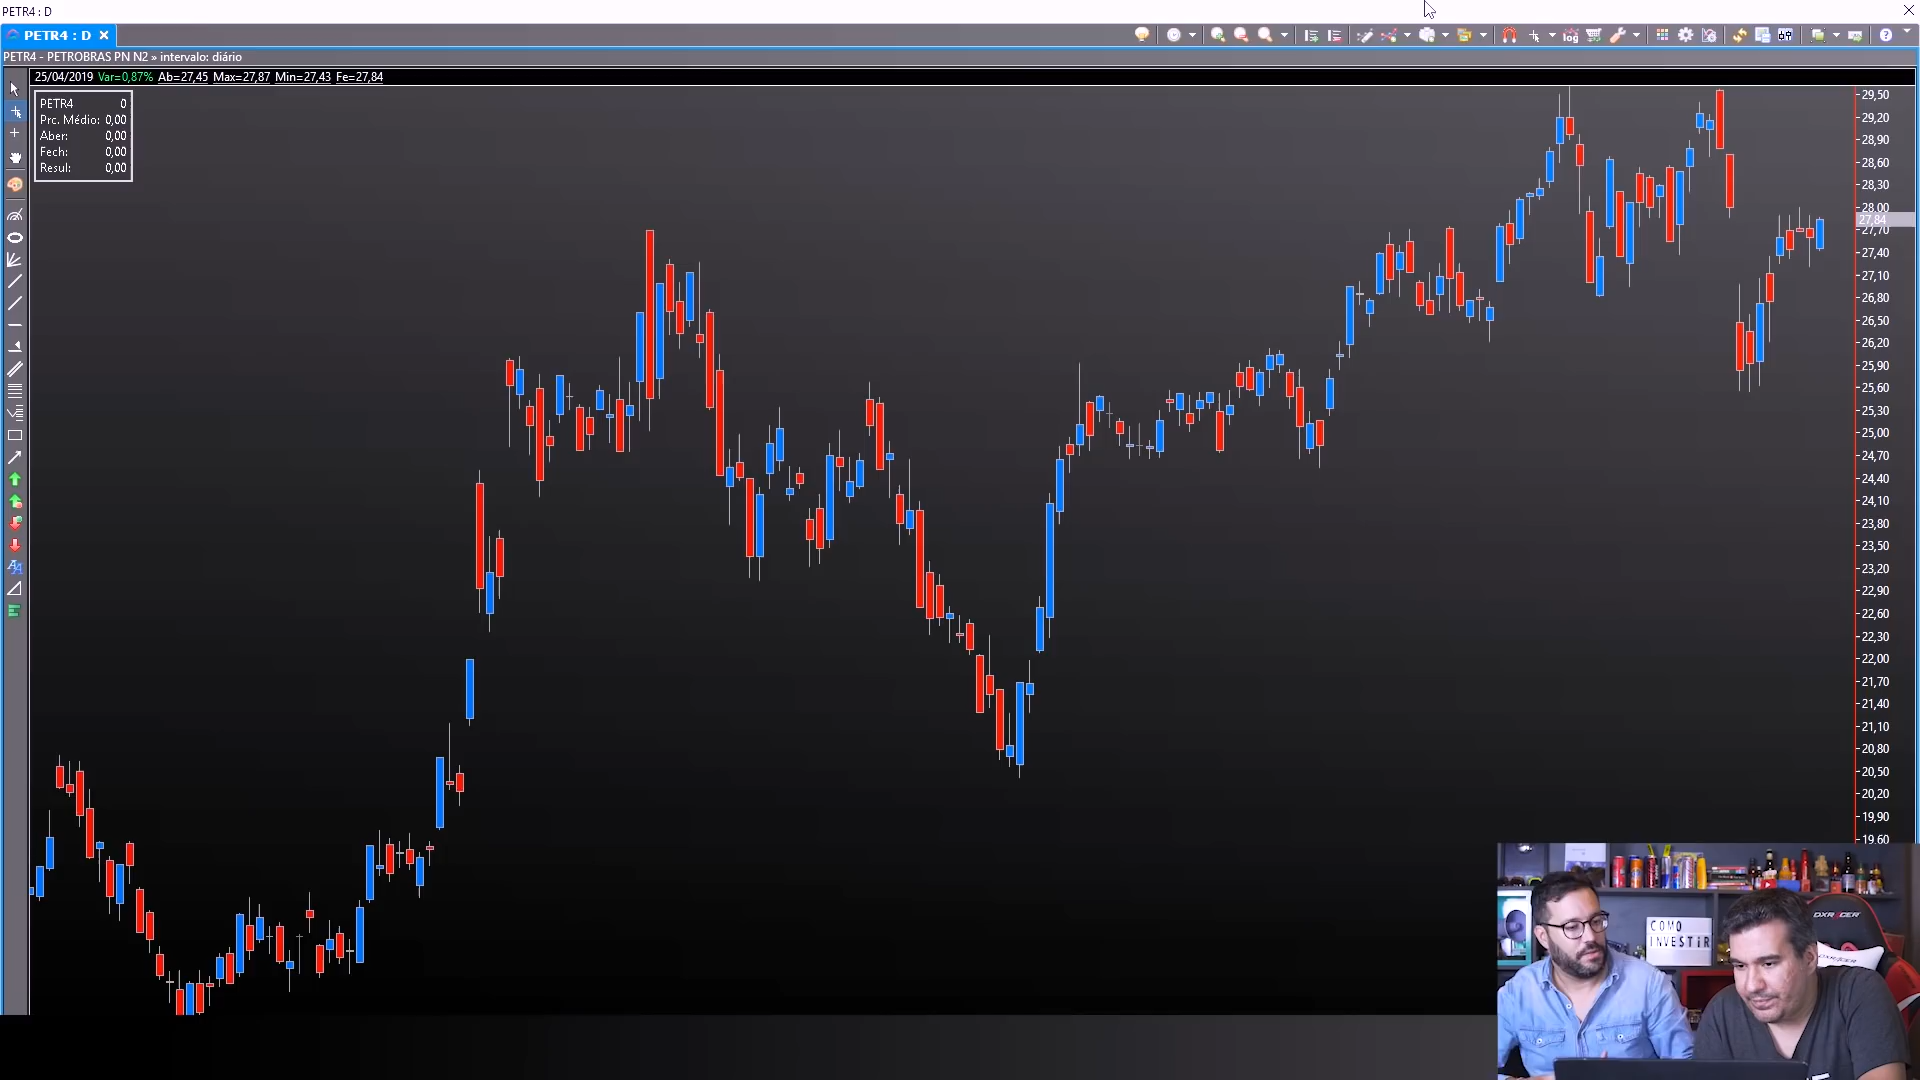 PETR4 : D
PETR4 : D
PETR4 - PETROBRAS PN N2 » intervalo: diário
25/04/2019 Var=0,87% Ab=27,45 Max=27,87 Min=27,43 Fe=27,84
PETR4 0
Prc. Médio: 0,00
Aber: 0,00
Fech: 0,00
Resul: 0,00
log
29,50
29,20
28,90
28,60
28,30
28,00
27,84
27,70
27,40
27,10
26,80
26,50
26,20
25,90
25,60
25,30
25,00
24,70
24,40
24,10
23,80
23,50
23,20
22,90
22,60
22,30
22,00
21,70
21,40
21,10
20,80
20,50
20,20
19,90
19,60
DXRACER
COMO
INVESTIR
DXRACER